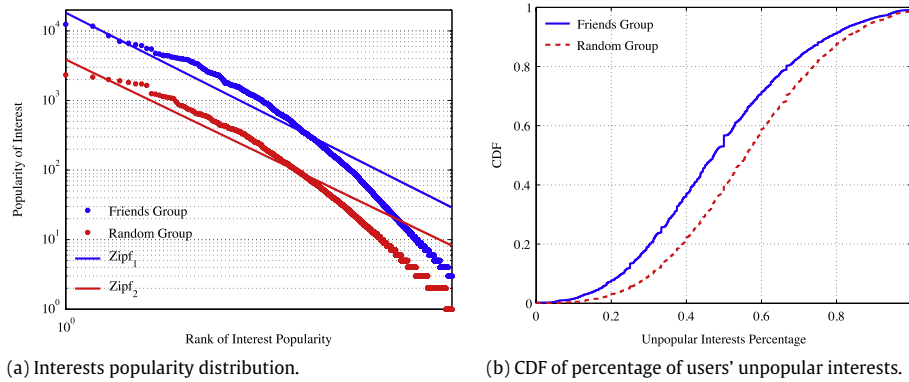 10^4
10^3
10^2
10^1
10^0
Popularity of Interest
Friends Group
Random Group
Zipf_1
Zipf_2
10^0
Rank of Interest Popularity
(a) Interests popularity distribution.
Friends Group
Random Group
1
0.8
0.6
0.4
0.2
0
CDF
0 0.2 0.4 0.6 0.8
Unpopular Interests Percentage
(b) CDF of percentage of users' unpopular interests.